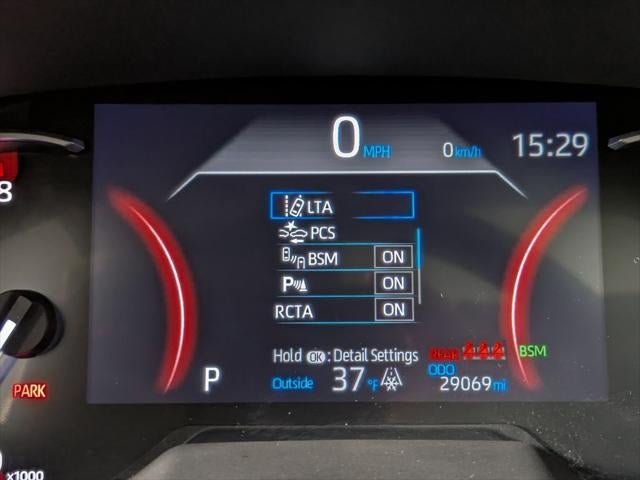 0 MPH 0 km/h 15:29
8
LTA
PCS
BSM ON
P ON
RCTA ON
Hold OK : Detail Settings REAR BSM
ODO
P Outside 37 °F 29069 mi
PARK
x1000